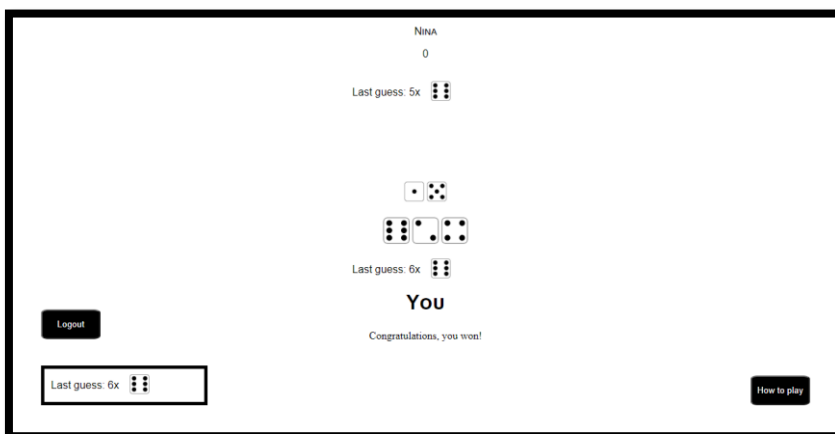 Nina
0
Last guess: 5x
Last guess: 6x
You
Congratulations, you won!
Logout
Last guess: 6x
How to play